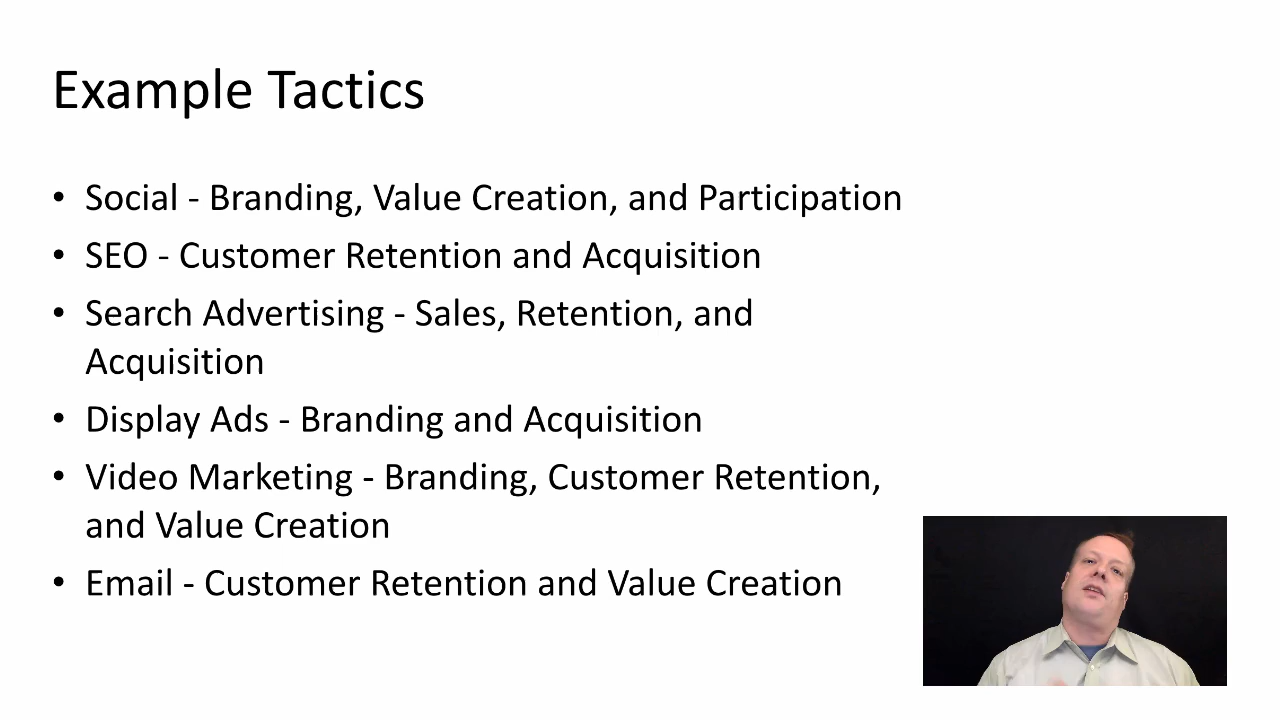 Example Tactics
• Social - Branding, Value Creation, and Participation
• SEO - Customer Retention and Acquisition
• Search Advertising - Sales, Retention, and
Acquisition
• Display Ads - Branding and Acquisition
• Video Marketing - Branding, Customer Retention,
and Value Creation
• Email - Customer Retention and Value Creation